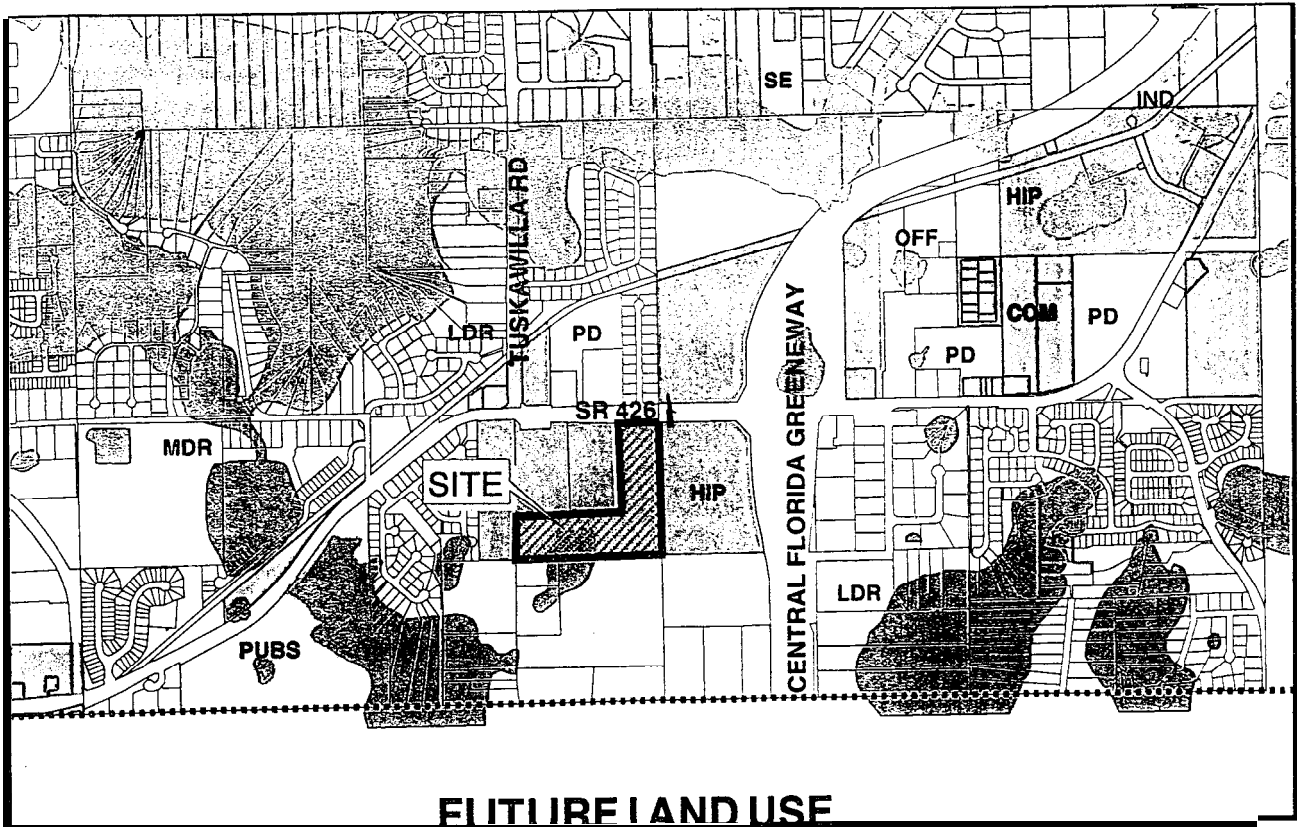 SE
IND
TUSKAWILLA RD
HIP
OFF
CENTRAL FLORIDA GREENEWAY
LDR
PD
COM
PD
PD
SR 426
MDR
SITE
HIP
LDR
PUBS
FUTURE LAND USE